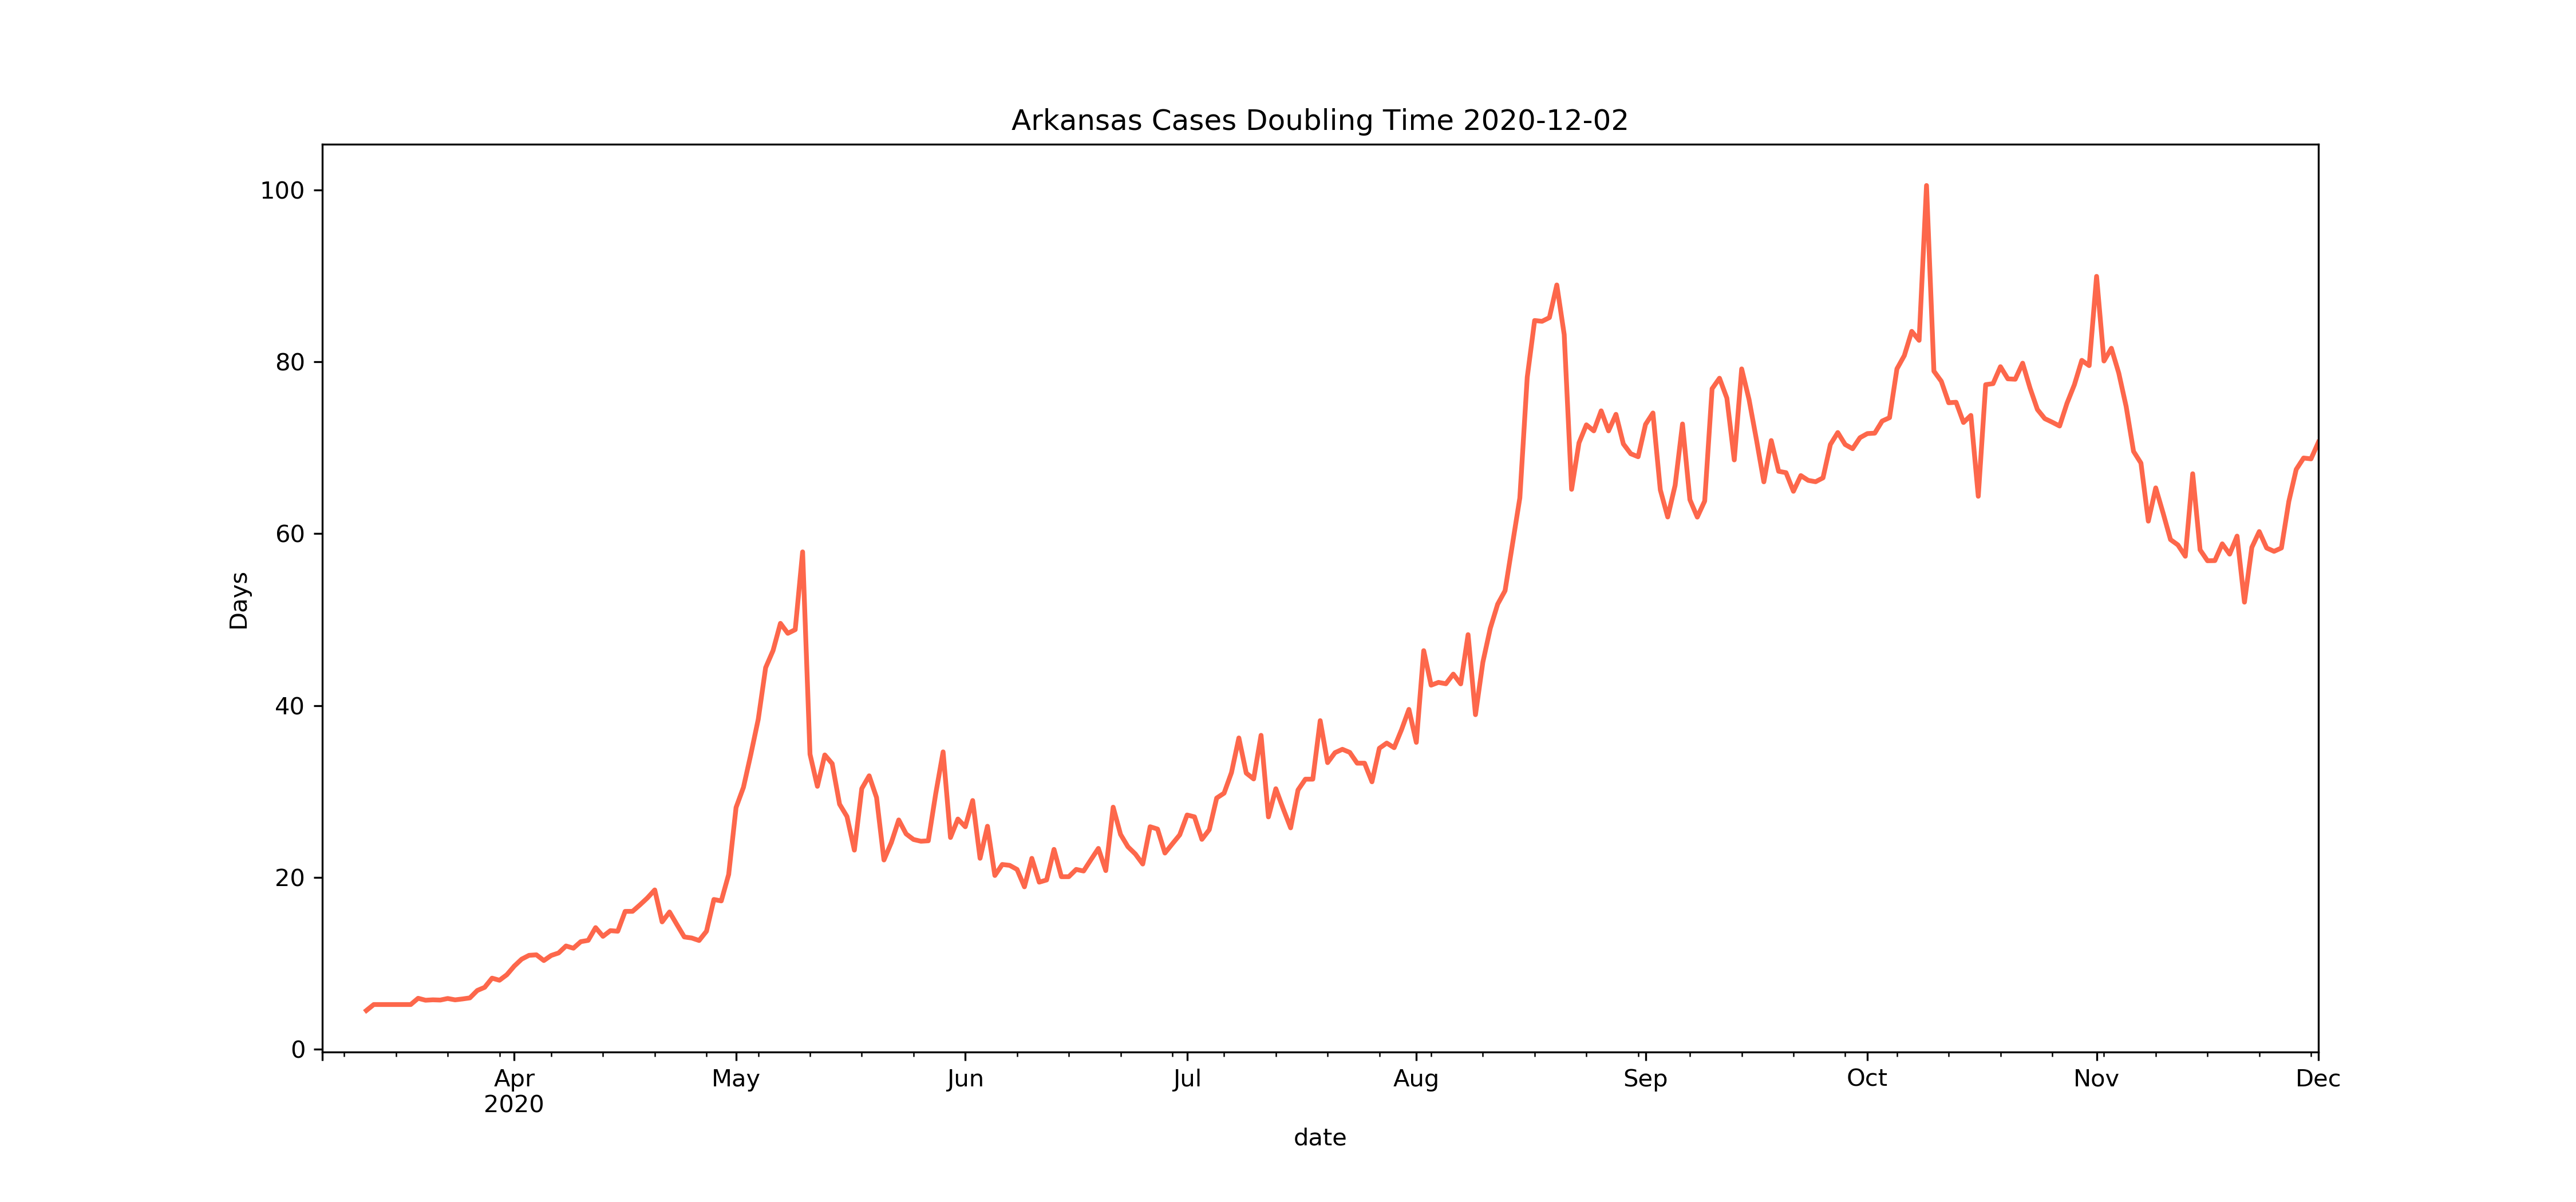 Arkansas Cases Doubling Time 2020-12-02
100
80
60
40
20
0
Days
Apr May Jun Jul Aug Sep Oct Nov Dec
2020
date